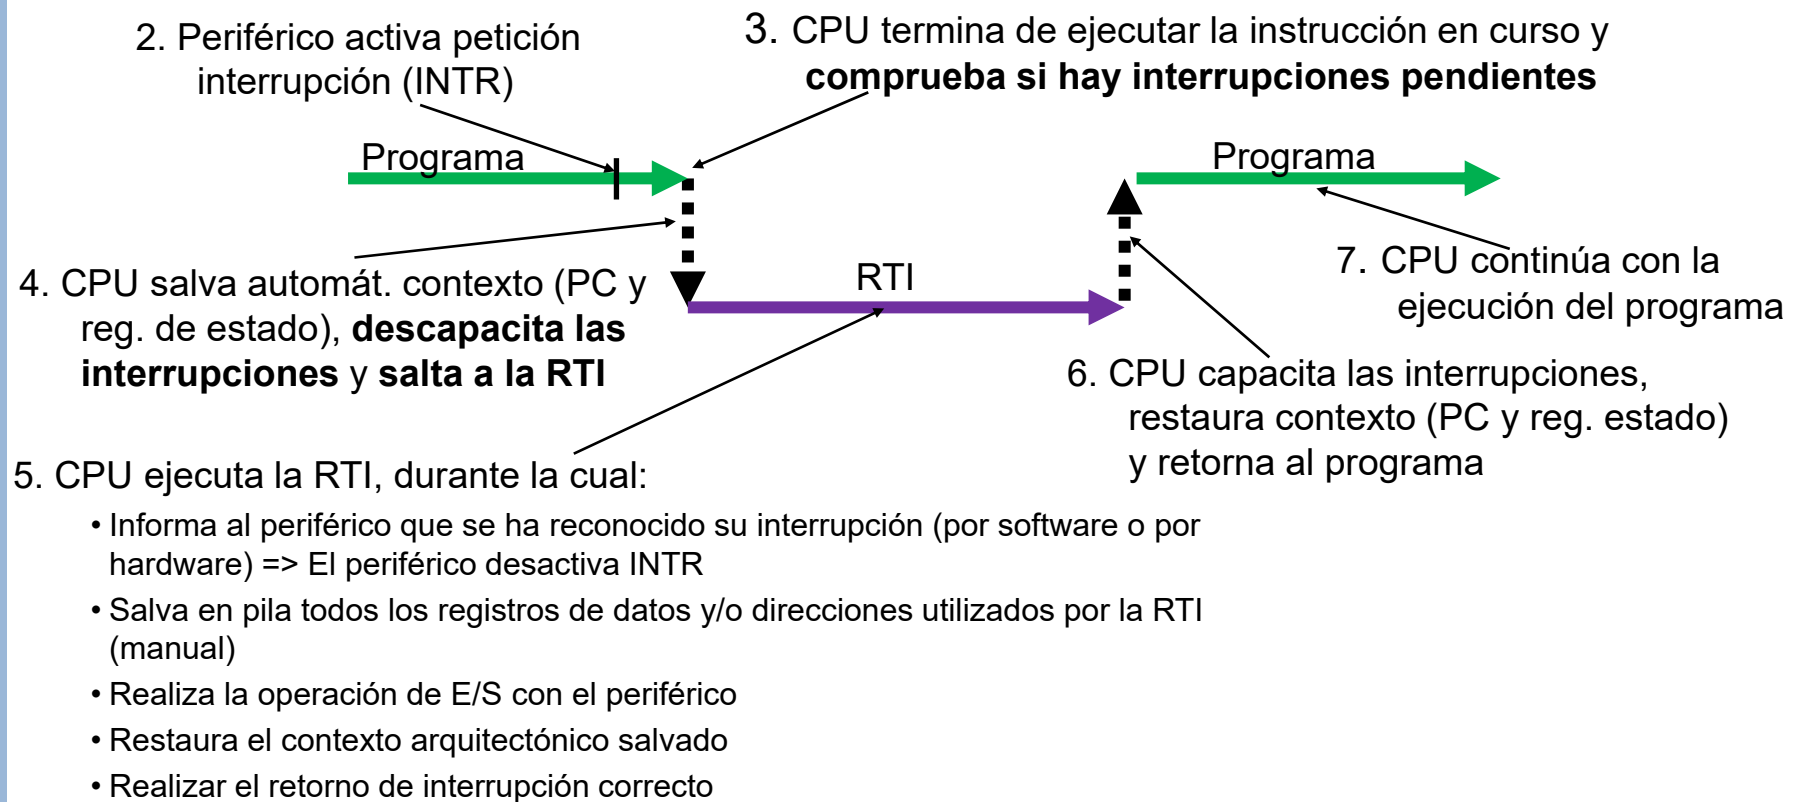 2. Periférico activa petición
interrupción (INTR)
3. CPU termina de ejecutar la instrucción en curso y
comprueba si hay interrupciones pendientes
Programa
Programa
4. CPU salva automát. contexto (PC y
reg. de estado), descapacita las
interrupciones y salta a la RTI
RTI
7. CPU continúa con la
ejecución del programa
6. CPU capacita las interrupciones,
restaura contexto (PC y reg. estado)
y retorna al programa
5. CPU ejecuta la RTI, durante la cual:
• Informa al periférico que se ha reconocido su interrupción (por software o por
hardware) => El periférico desactiva INTR
• Salva en pila todos los registros de datos y/o direcciones utilizados por la RTI
(manual)
• Realiza la operación de E/S con el periférico
• Restaura el contexto arquitectónico salvado
• Realizar el retorno de interrupción correcto